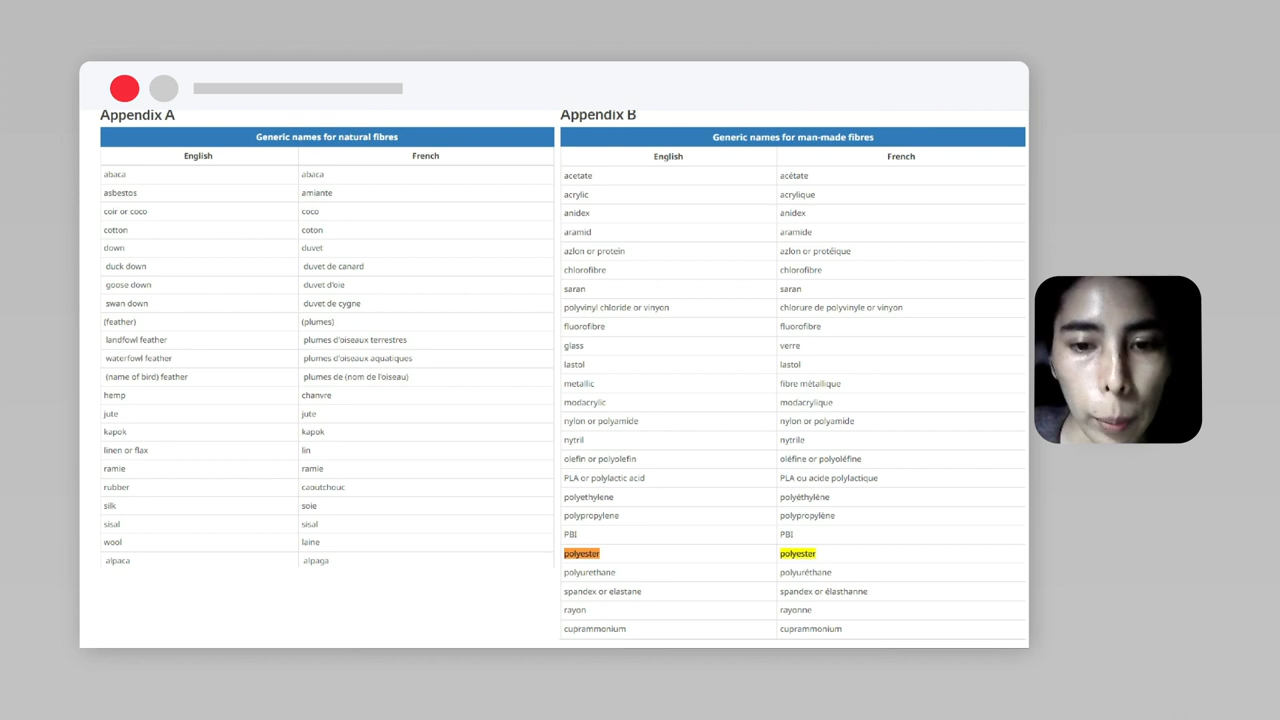 Appendix A
Generic names for natural fibres
English French
abaca abaca
asbestos amiante
coir or coco coco
cotton coton
down duvet
duck down duvet de canard
goose down duvet d'oie
swan down duvet de cygne
(feather) (plumes)
landfowl feather plumes d'oiseaux terrestres
waterfowl feather plumes d'oiseaux aquatiques
(name of bird) feather plumes de (nom de l'oiseau)
hemp chanvre
jute jute
kapok kapok
linen or flax lin
ramie ramie
rubber caoutchouc
silk soie
sisal sisal
wool laine
alpaca alpaga
Appendix B
Generic names for man-made fibres
English French
acetate acétate
acrylic acrylique
anidex anidex
aramid aramide
azlon or protein azlon or protéique
chlorofibre chlorofibre
saran saran
polyvinyl chloride or vinyon chlorure de polyvinyle or vinyon
fluorofibre fluorofibre
glass verre
lastol lastol
metallic fibre métallique
modacrylic modacrylique
nylon or polyamide nylon or polyamide
nytril nytrile
olefin or polyolefin oléfine or polyoléfine
PLA or polylactic acid PLA ou acide polylactique
polyethylene polyéthylène
polypropylene polypropylène
PBI PBI
polyester polyester
polyurethane polyuréthane
spandex or elastane spandex or élasthanne
rayon rayonne
cuprammonium cuprammonium